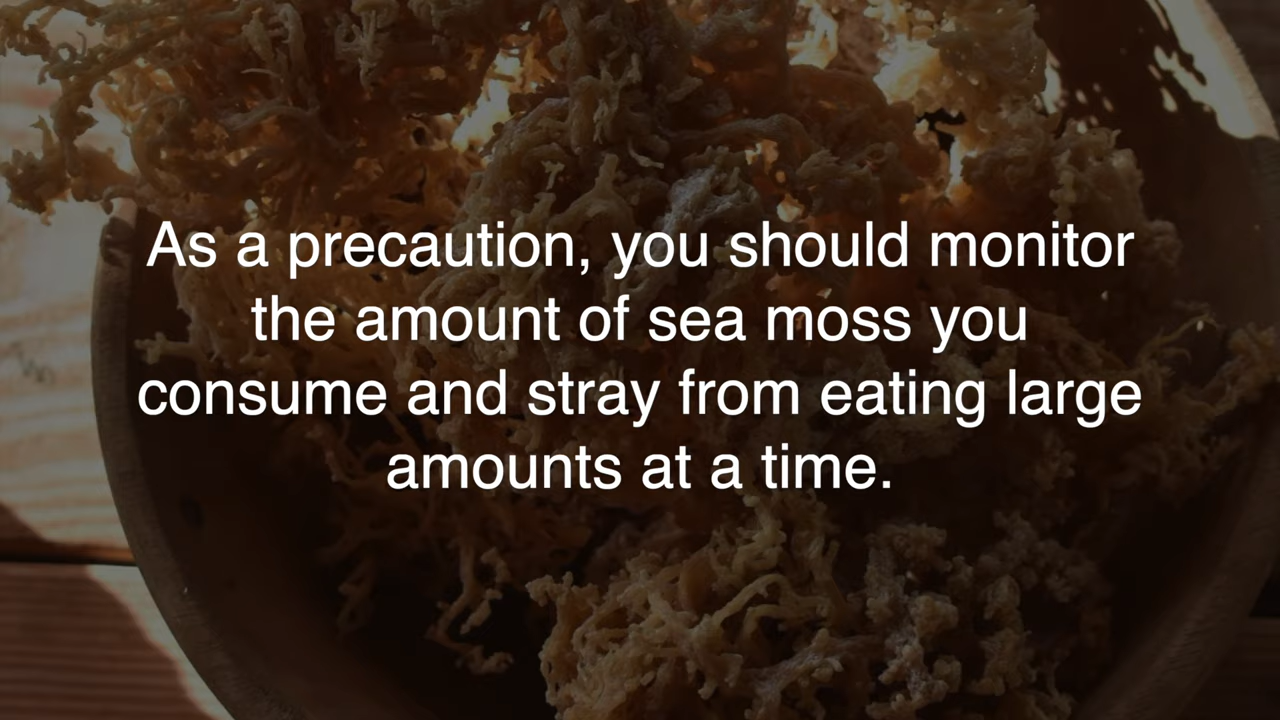 As a precaution, you should monitor
the amount of sea moss you
consume and stray from eating large
amounts at a time.